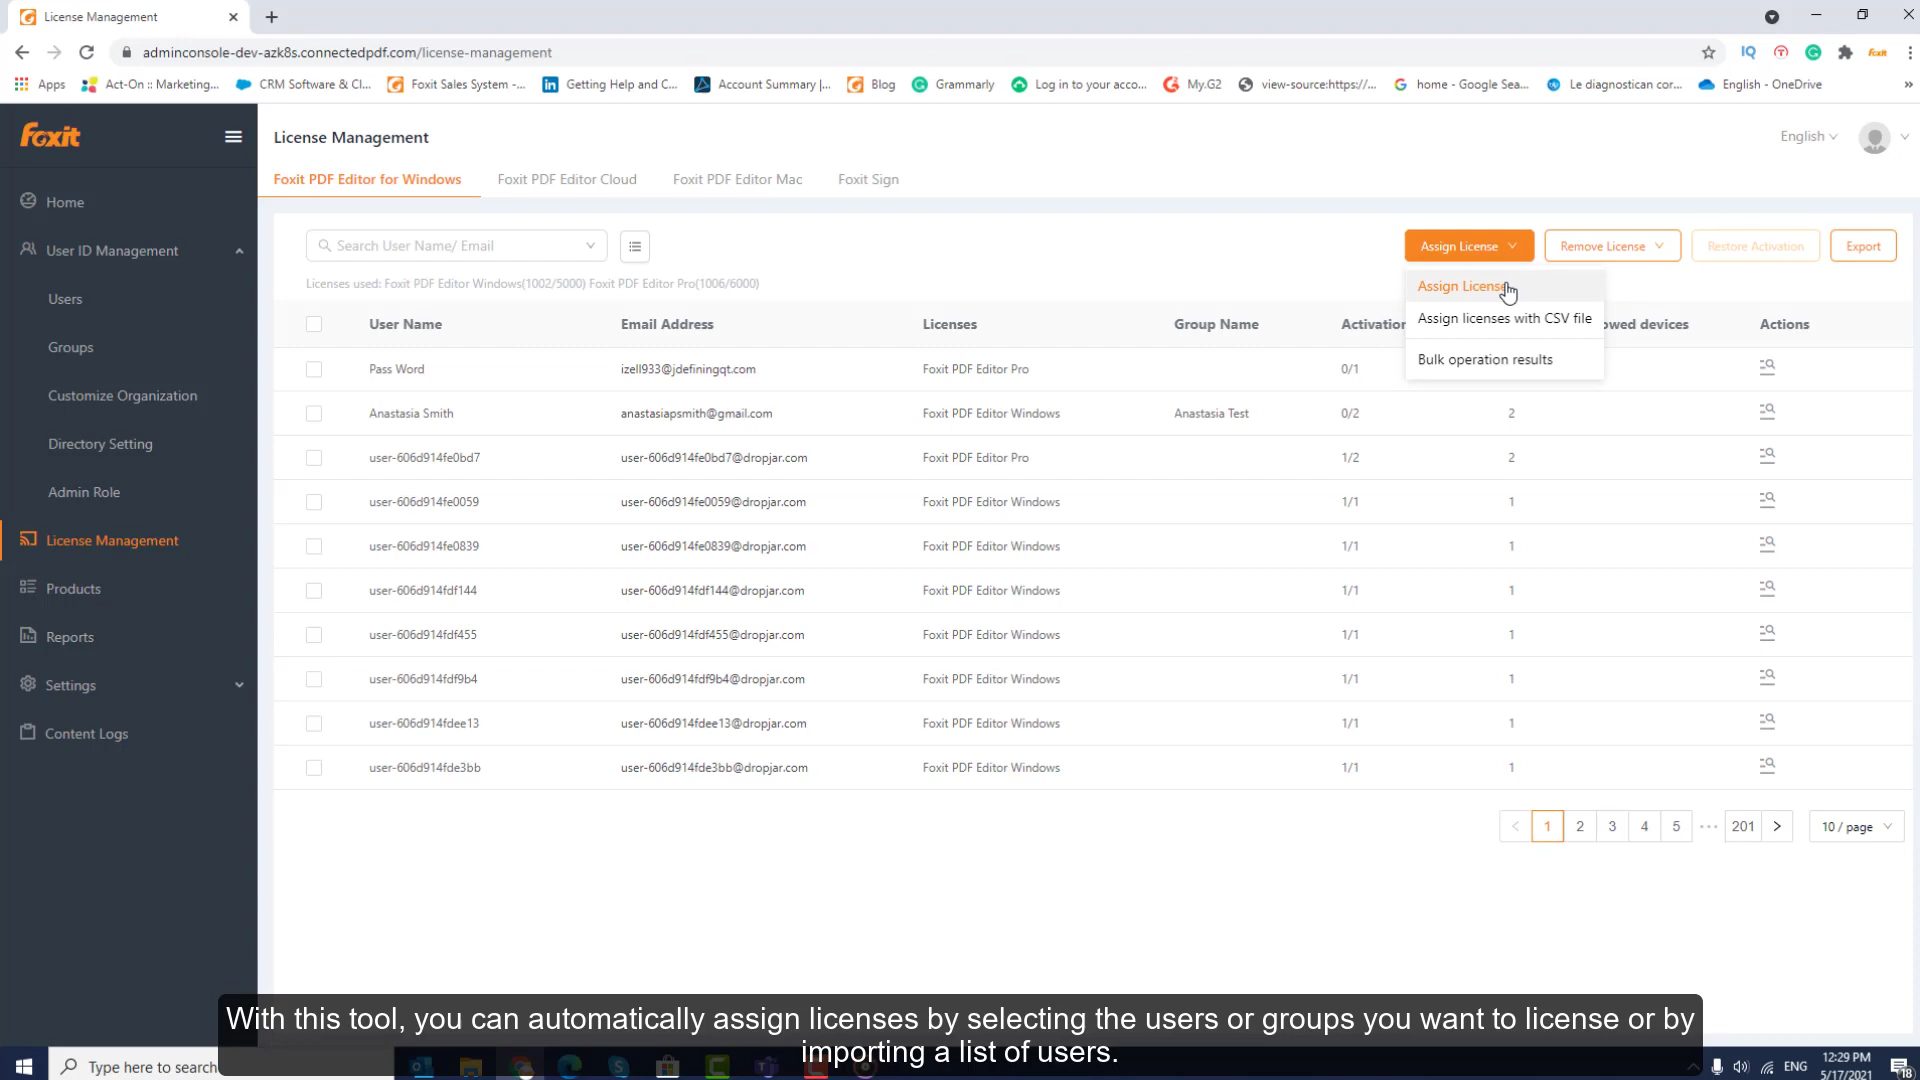 License Management
adminconsole-dev-azk8s.connectedpdf.com/license-management
IQ
foxit
Apps
Act-On :: Marketing...
CRM Software & Cl...
Foxit Sales System -...
Getting Help and C...
Account Summary |...
Blog
Grammarly
Log in to your acco...
My.G2
view-source:https://...
home - Google Sea...
Le diagnostican cor...
English - OneDrive
»
Foxit
License Management
English
Foxit PDF Editor for Windows
Foxit PDF Editor Cloud
Foxit PDF Editor Mac
Foxit Sign
Home
User ID Management
Users
Groups
Customize Organization
Directory Setting
Admin Role
License Management
Products
Reports
Settings
Content Logs
Search User Name/ Email
Assign License
Remove License
Restore Activation
Export
Licenses used: Foxit PDF Editor Windows(1002/5000) Foxit PDF Editor Pro(1006/6000)
Assign License
Assign licenses with CSV file
Bulk operation results
User Name Email Address Licenses Group Name Activation owed devices Actions
Pass Word izell933@jdefiningqt.com Foxit PDF Editor Pro 0/1
Anastasia Smith anastasiapsmith@gmail.com Foxit PDF Editor Windows Anastasia Test 0/2 2
user-606d914fe0bd7 user-606d914fe0bd7@dropjar.com Foxit PDF Editor Pro 1/2 2
user-606d914fe0059 user-606d914fe0059@dropjar.com Foxit PDF Editor Windows 1/1 1
user-606d914fe0839 user-606d914fe0839@dropjar.com Foxit PDF Editor Windows 1/1 1
user-606d914fdf144 user-606d914fdf144@dropjar.com Foxit PDF Editor Windows 1/1 1
user-606d914fdf455 user-606d914fdf455@dropjar.com Foxit PDF Editor Windows 1/1 1
user-606d914fdf9b4 user-606d914fdf9b4@dropjar.com Foxit PDF Editor Windows 1/1 1
user-606d914fdee13 user-606d914fdee13@dropjar.com Foxit PDF Editor Windows 1/1 1
user-606d914fde3bb user-606d914fde3bb@dropjar.com Foxit PDF Editor Windows 1/1 1
< 1 2 3 4 5 ••• 201 > 10 / page
With this tool, you can automatically assign licenses by selecting the users or groups you want to license or by
importing a list of users.
Type here to search
ENG
12:29 PM
5/17/2021
18